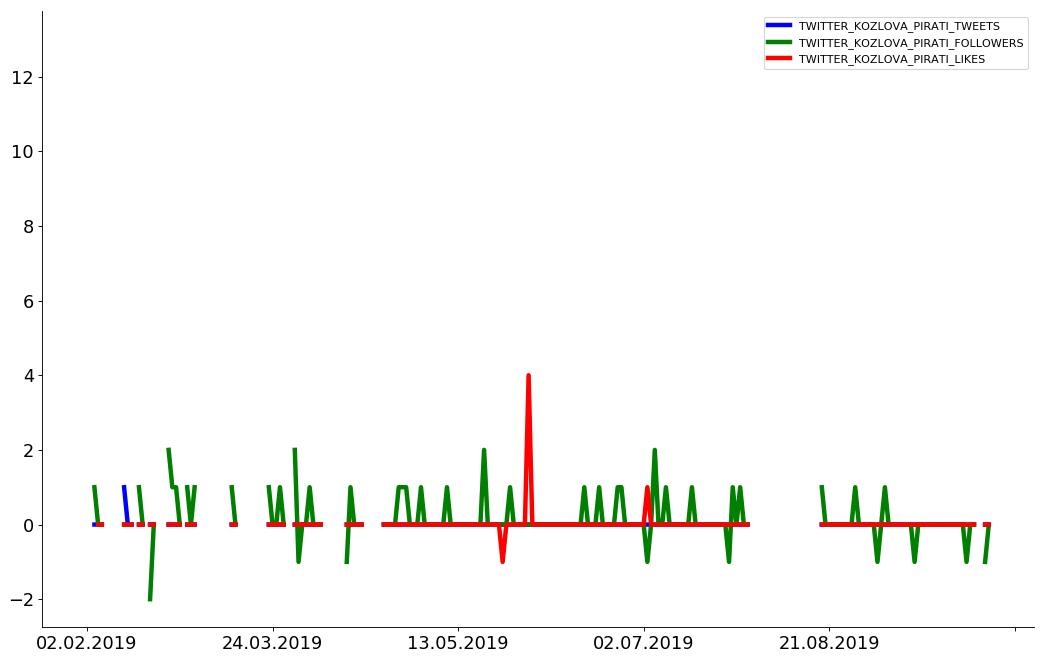 TWITTER_KOZLOVA_PIRATI_TWEETS
TWITTER_KOZLOVA_PIRATI_FOLLOWERS
TWITTER_KOZLOVA_PIRATI_LIKES
12
10
8
6
4
2
0
−2
02.02.2019 24.03.2019 13.05.2019 02.07.2019 21.08.2019